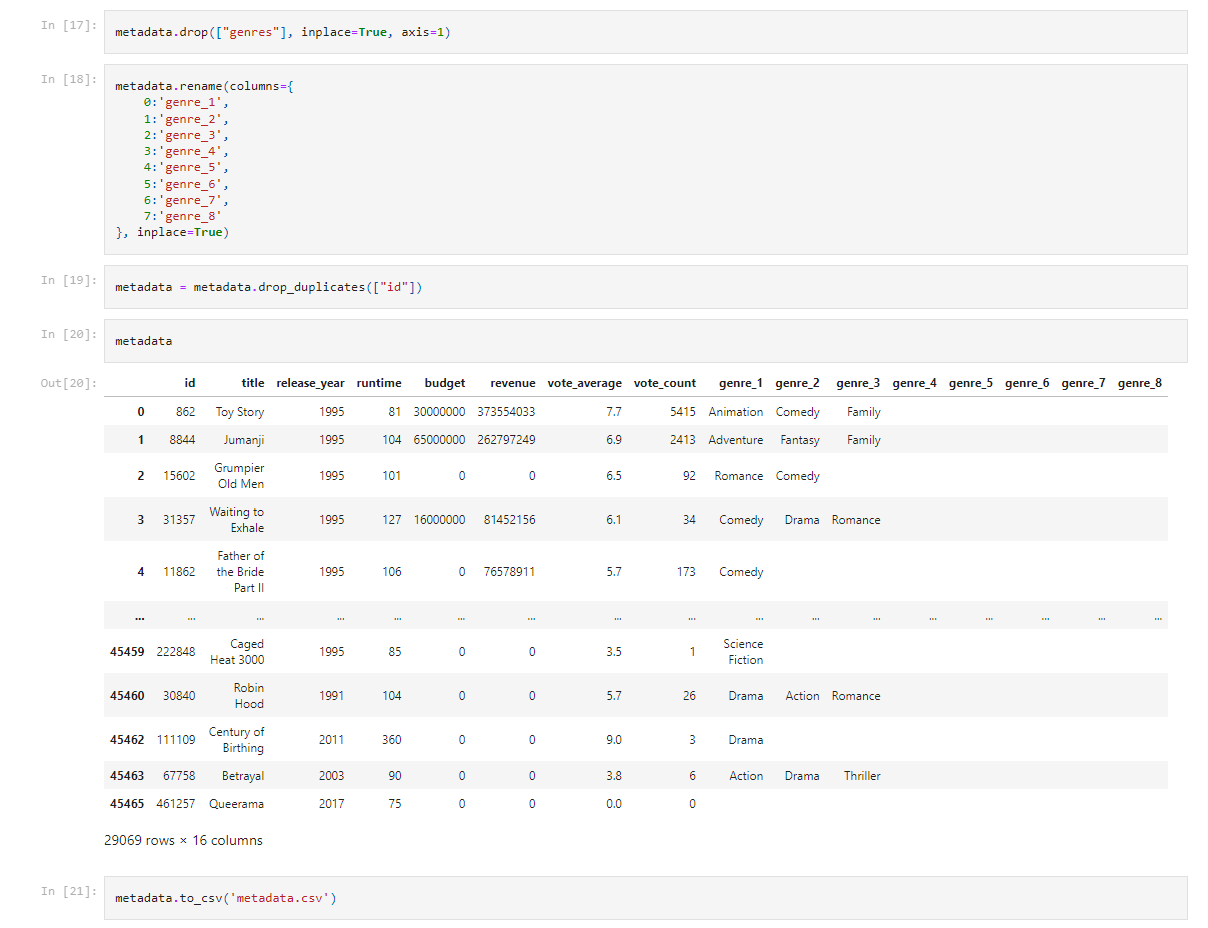 In [17]:
metadata.drop(["genres"], inplace=True, axis=1)
In [18]:
metadata.rename(columns={
    0:'genre_1',
    1:'genre_2',
    2:'genre_3',
    3:'genre_4',
    4:'genre_5',
    5:'genre_6',
    6:'genre_7',
    7:'genre_8'
}, inplace=True)
In [19]:
metadata = metadata.drop_duplicates(["id"])
In [20]:
metadata
Out[20]:
id title release_year runtime budget revenue vote_average vote_count genre_1 genre_2 genre_3 genre_4 genre_5 genre_6 genre_7 genre_8
0 862 Toy Story 1995 81 30000000 373554033 7.7 5415 Animation Comedy Family
1 8844 Jumanji 1995 104 65000000 262797249 6.9 2413 Adventure Fantasy Family
2 15602 Grumpier
Old Men 1995 101 0 0 6.5 92 Romance Comedy
3 31357 Waiting to
Exhale 1995 127 16000000 81452156 6.1 34 Comedy Drama Romance
4 11862 Father of
the Bride
Part II 1995 106 0 76578911 5.7 173 Comedy
... ... ... ... ... ... ... ... ... ... ... ... ... ... ... ... ...
45459 222848 Caged
Heat 3000 1995 85 0 0 3.5 1 Science
Fiction
45460 30840 Robin
Hood 1991 104 0 0 5.7 26 Drama Action Romance
45462 111109 Century of
Birthing 2011 360 0 0 9.0 3 Drama
45463 67758 Betrayal 2003 90 0 0 3.8 6 Action Drama Thriller
45465 461257 Queerama 2017 75 0 0 0.0 0
29069 rows × 16 columns
In [21]:
metadata.to_csv('metadata.csv')